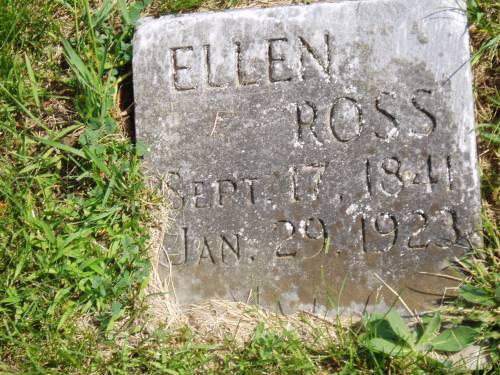 ELLEN
ROSS
SEPT. 17, 1841
JAN. 29, 1923